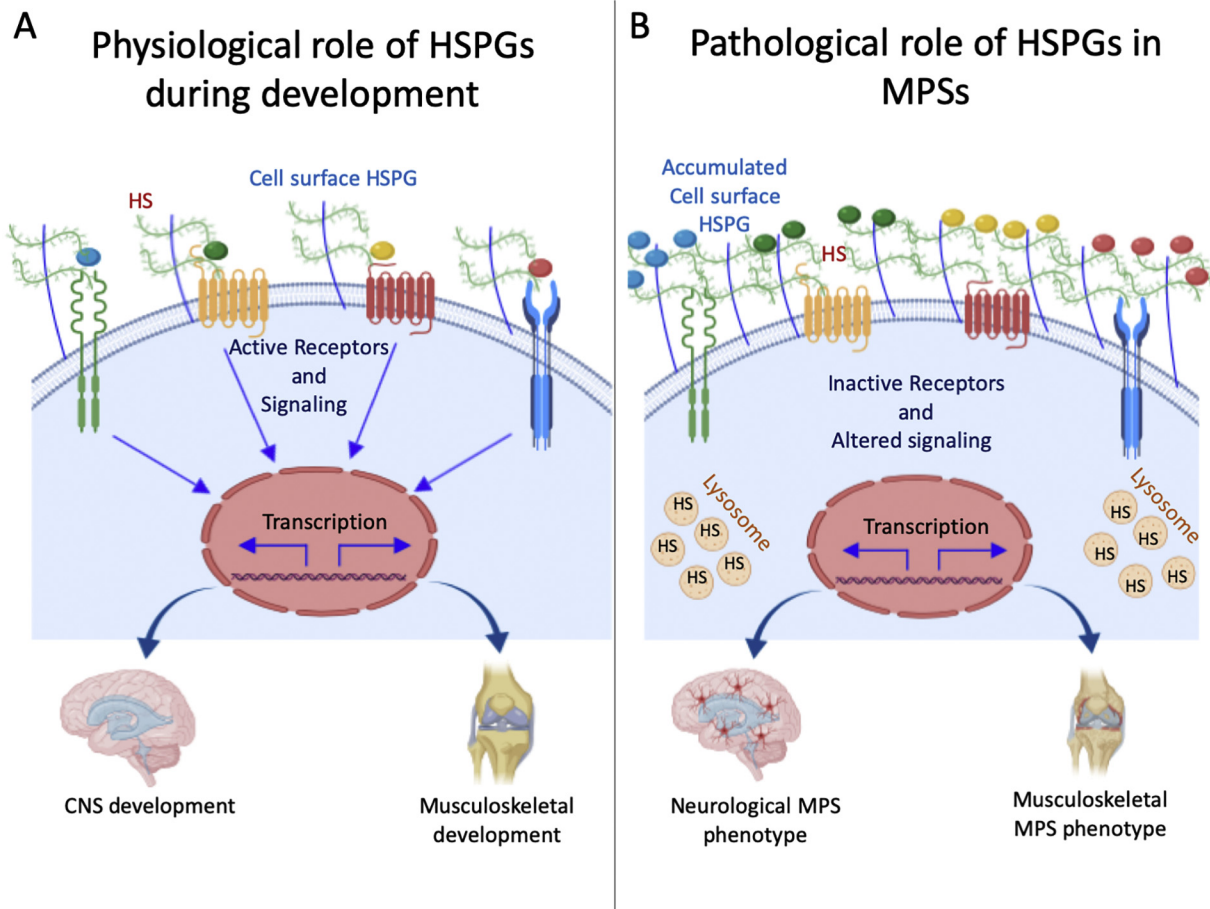 A
Physiological role of HSPGs
during development
HS
Cell surface HSPG
Active Receptors
and
Signaling
Transcription
CNS development
Musculoskeletal
development
B
Pathological role of HSPGs in
MPSs
Accumulated
Cell surface
HSPG
HS
Inactive Receptors
and
Altered signaling
Lysosome
HS
HS
HS
HS
HS
Transcription
Lysosome
HS
HS
HS
HS
HS
Neurological MPS
phenotype
Musculoskeletal
MPS phenotype